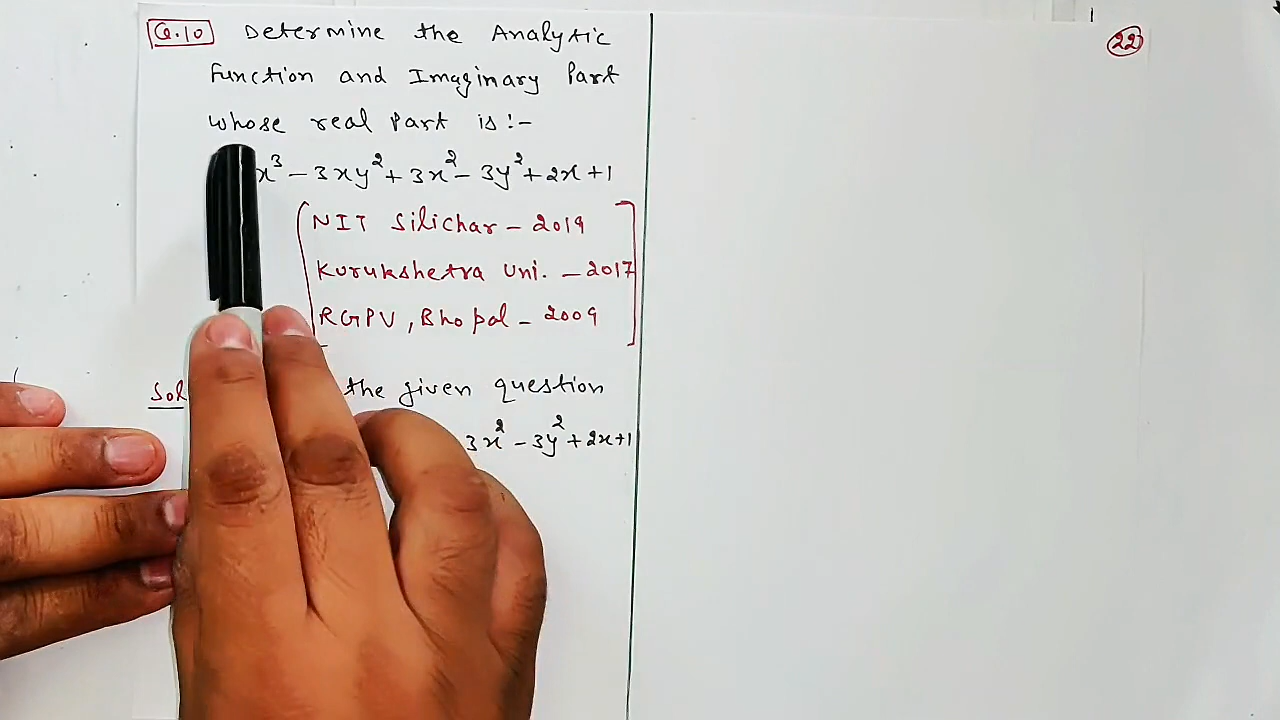 Q.10 Determine the Analytic
Function and Imaginary Part
whose real part is :-
x³ - 3xy² + 3x² - 3y² + 2x + 1
[NIT Silichar - 2019
Kurukshetra Uni. - 2017
RGPV, Bhopal - 2009]
Sol the given question
3x² - 3y² + 2x + 1
22